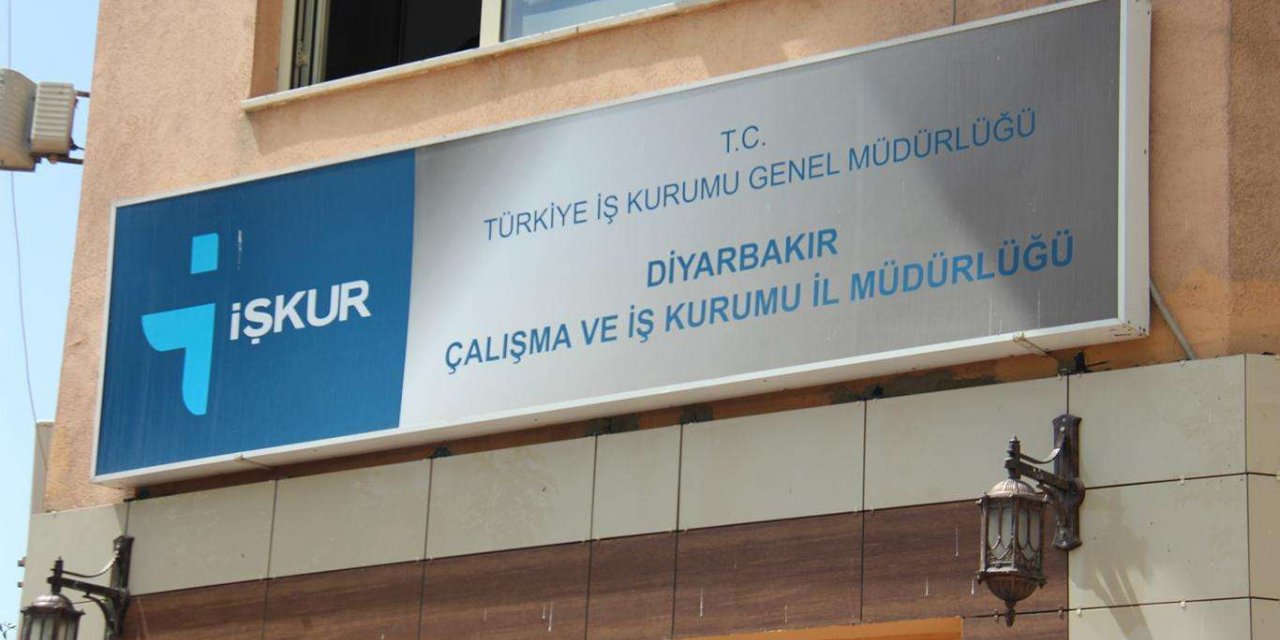 İŞKUR
T.C.
TÜRKİYE İŞ KURUMU GENEL MÜDÜRLÜĞÜ
DİYARBAKIR
ÇALIŞMA VE İŞ KURUMU İL MÜDÜRLÜĞÜ